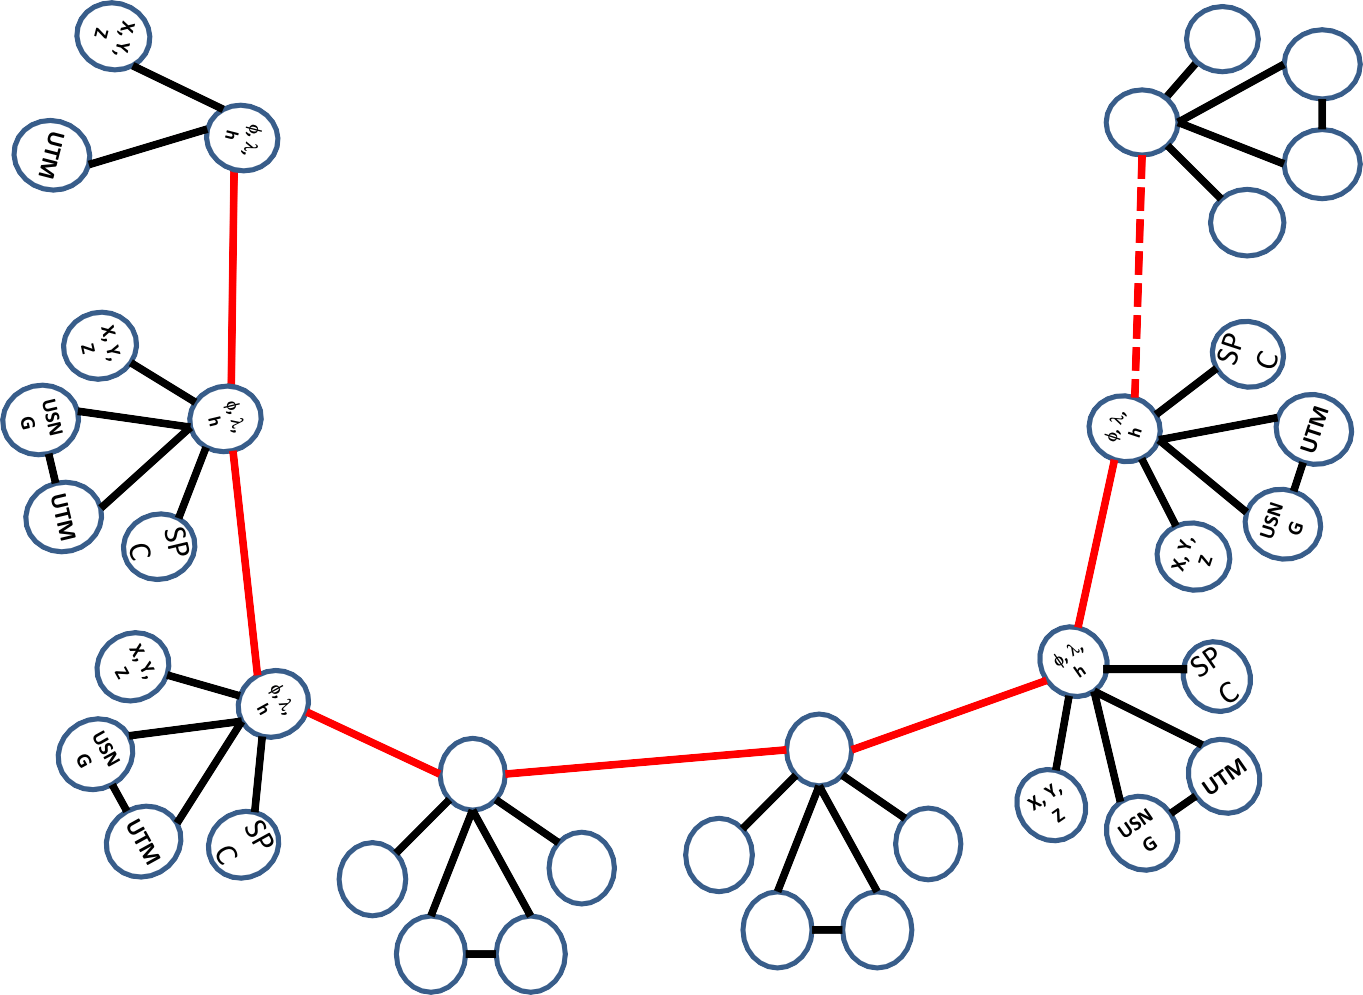 X, Y,
Z
ϕ, λ,
h
UTM
X, Y,
Z
USN
G
ϕ, λ,
h
UTM
SP
C
X, Y,
Z
ϕ, λ,
h
USN
G
UTM
SP
C
SP
C
ϕ, λ,
h
UTM
USN
G
X, Y,
Z
ϕ, λ,
h
SP
C
X, Y,
Z
UTM
USN
G